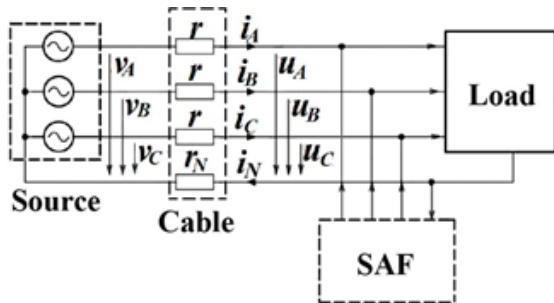 r i_A
v_A r i_B u_A
v_B r i_C u_B
v_C r_N i_N u_C
Load
Source
Cable
SAF